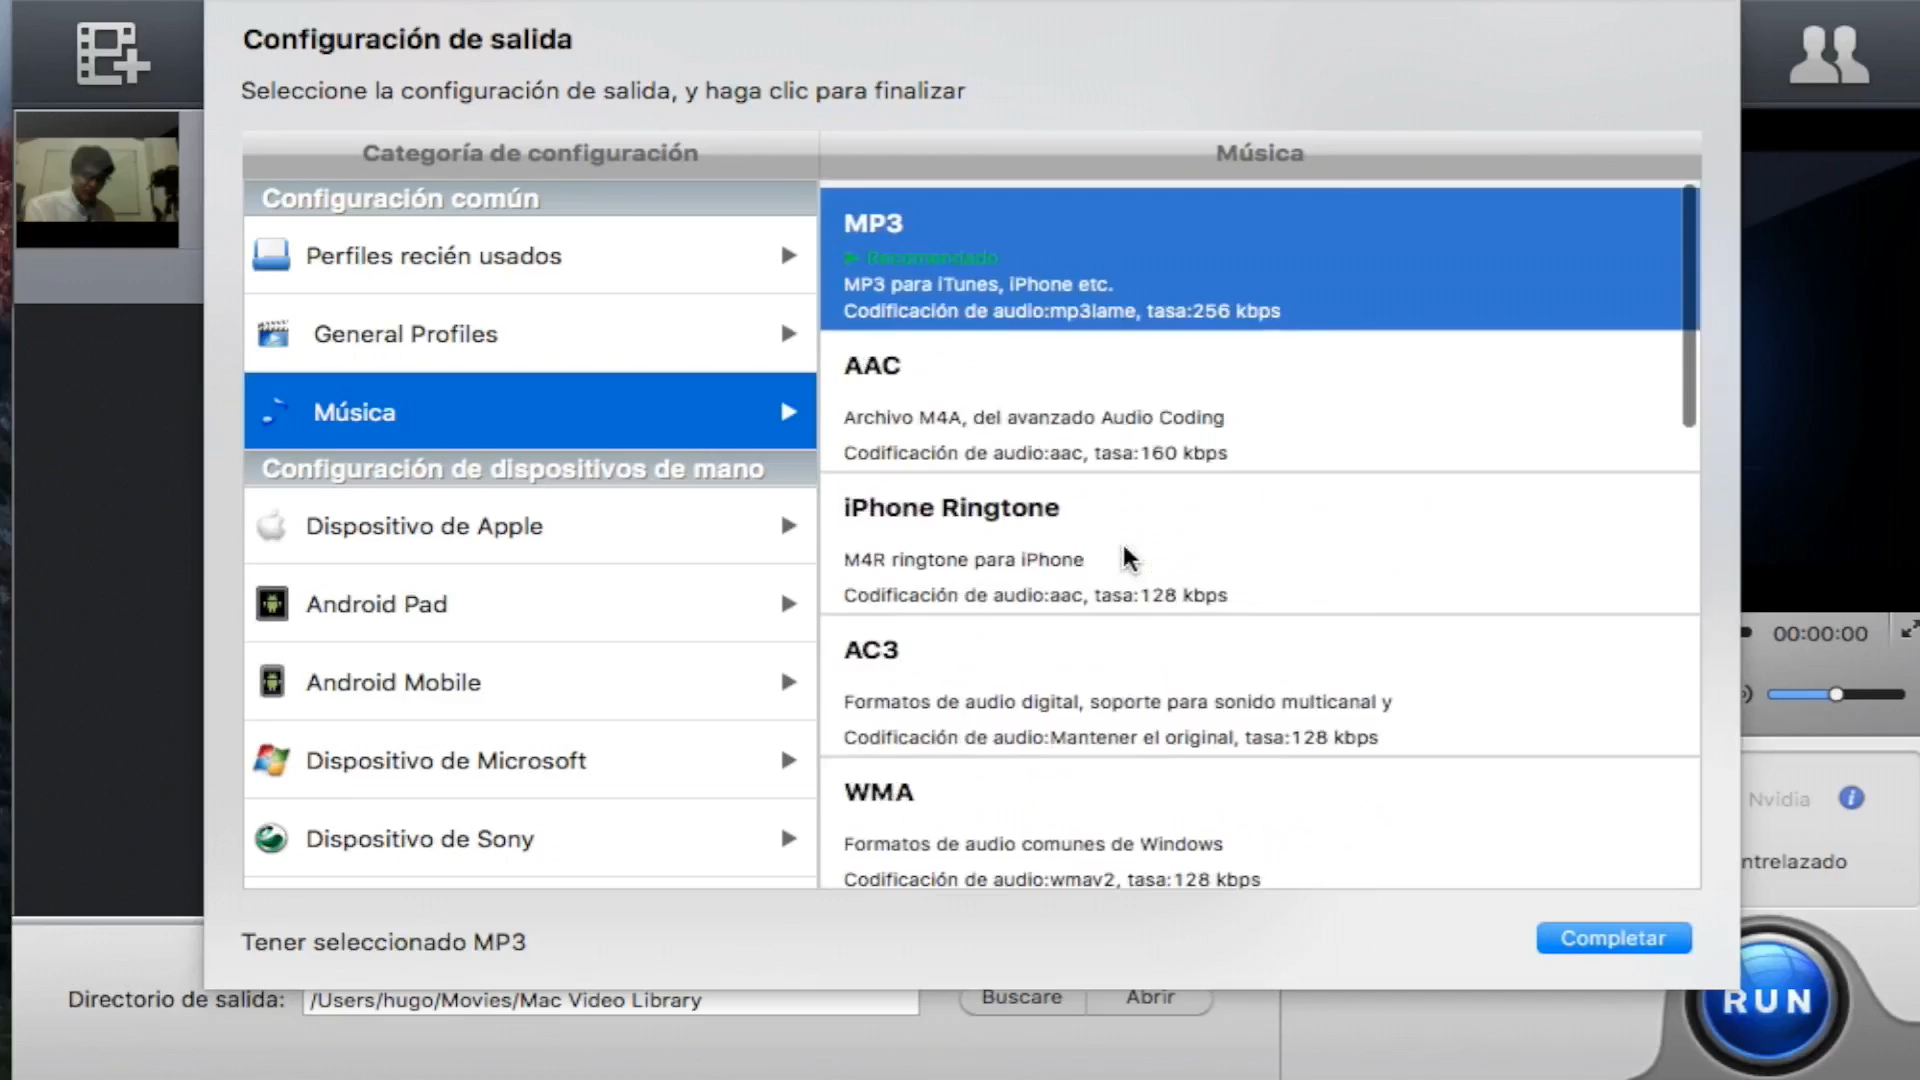 Configuración de salida
Seleccione la configuración de salida, y haga clic para finalizar
Categoría de configuración
Música
Configuración común
Perfiles recién usados
General Profiles
Música
Configuración de dispositivos de mano
Dispositivo de Apple
Android Pad
Android Mobile
Dispositivo de Microsoft
Dispositivo de Sony
MP3
Recomendado
MP3 para iTunes, iPhone etc.
Codificación de audio:mp3lame, tasa:256 kbps
AAC
Archivo M4A, del avanzado Audio Coding
Codificación de audio:aac, tasa:160 kbps
iPhone Ringtone
M4R ringtone para iPhone
Codificación de audio:aac, tasa:128 kbps
AC3
Formatos de audio digital, soporte para sonido multicanal y
Codificación de audio:Mantener el original, tasa:128 kbps
WMA
Formatos de audio comunes de Windows
Codificación de audio:wmav2, tasa:128 kbps
00:00:00
Nvidia
ntrelazado
Tener seleccionado MP3
Completar
Directorio de salida: /Users/hugo/Movies/Mac Video Library
Buscare
Abrir
RUN